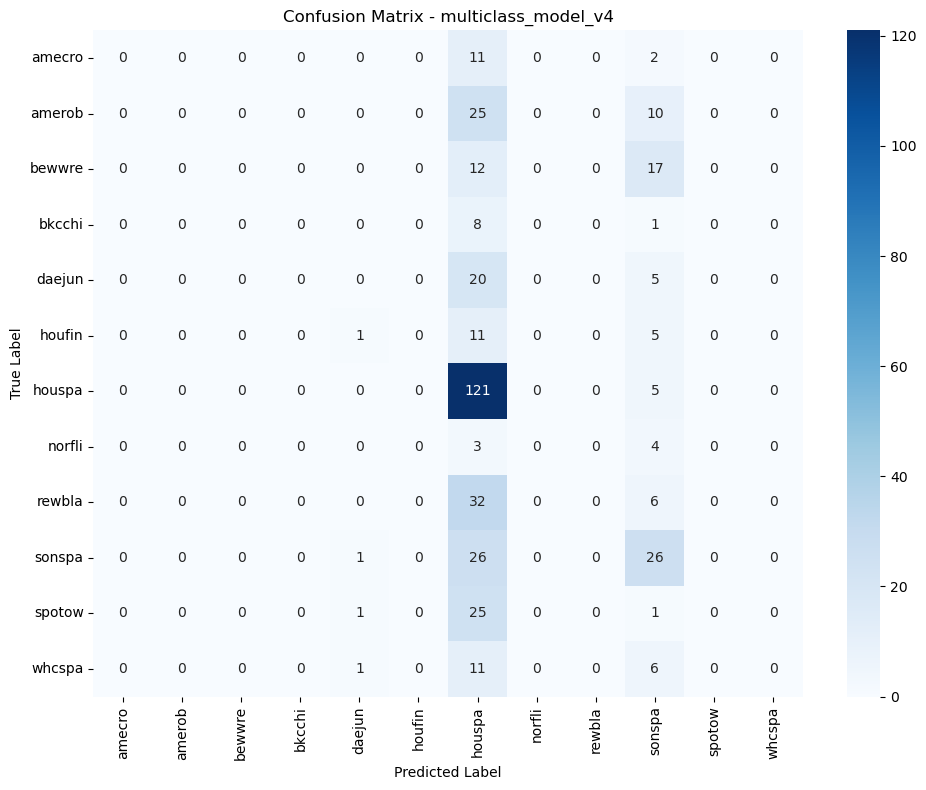 Confusion Matrix - multiclass_model_v4
amecro 0 0 0 0 0 0 11 0 0 2 0 0
amerob 0 0 0 0 0 0 25 0 0 10 0 0
bewwre 0 0 0 0 0 0 12 0 0 17 0 0
bkcchi 0 0 0 0 0 0 8 0 0 1 0 0
daejun 0 0 0 0 0 0 20 0 0 5 0 0
houfin 0 0 0 0 1 0 11 0 0 5 0 0
houspa 0 0 0 0 0 0 121 0 0 5 0 0
norfli 0 0 0 0 0 0 3 0 0 4 0 0
rewbla 0 0 0 0 0 0 32 0 0 6 0 0
sonspa 0 0 0 0 1 0 26 0 0 26 0 0
spotow 0 0 0 0 1 0 25 0 0 1 0 0
whcspa 0 0 0 0 1 0 11 0 0 6 0 0
True Label
amecro amerob bewwre bkcchi daejun houfin houspa norfli rewbla sonspa spotow whcspa
Predicted Label
120
100
80
60
40
20
0